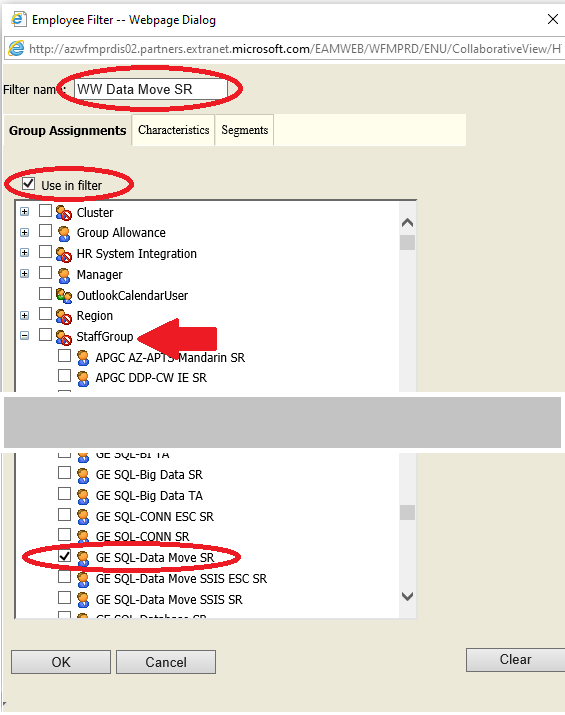 Employee Filter -- Webpage Dialog
http://azwfmprdis02.partners.extranet.microsoft.com/EAMWEB/WFMPRD/ENU/CollaborativeView/H
Filter name: WW Data Move SR
Group Assignments Characteristics Segments
Use in filter
Cluster
Group Allowance
HR System Integration
Manager
OutlookCalendarUser
Region
StaffGroup
APGC AZ-APTS Mandarin SR
APGC DDP-CW IE SR
GE SQL-BI TA
GE SQL-Big Data SR
GE SQL-Big Data TA
GE SQL-CONN ESC SR
GE SQL-CONN SR
GE SQL-Data Move SR
GE SQL-Data Move SSIS ESC SR
GE SQL-Data Move SSIS SR
GE SQL-Database SR
OK Cancel Clear